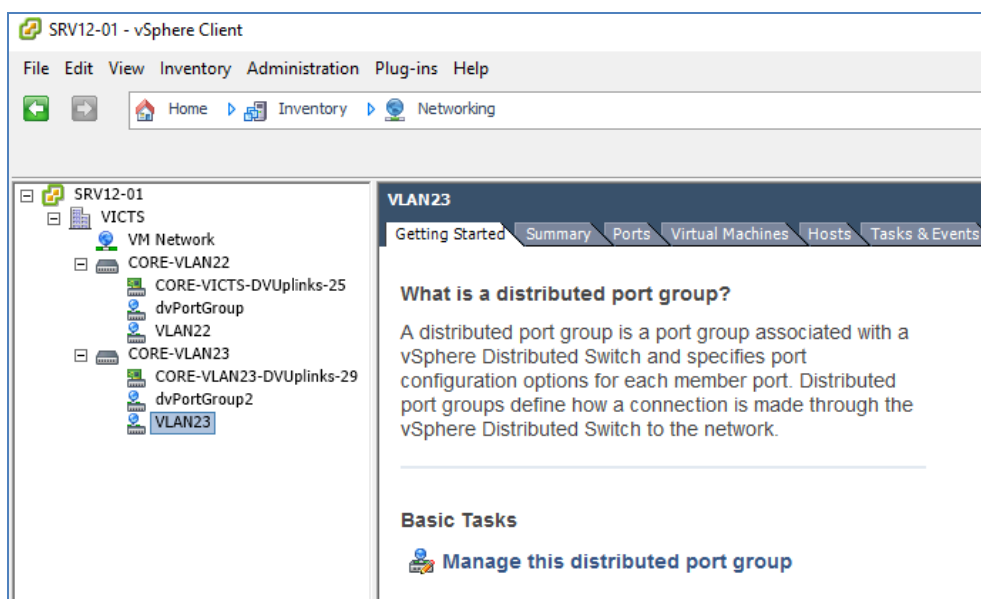 SRV12-01 - vSphere Client
File Edit View Inventory Administration Plug-ins Help
Home Inventory Networking
SRV12-01
VICTS
VM Network
CORE-VLAN22
CORE-VICTS-DVUplinks-25
dvPortGroup
VLAN22
CORE-VLAN23
CORE-VLAN23-DVUplinks-29
dvPortGroup2
VLAN23
VLAN23
Getting Started Summary Ports Virtual Machines Hosts Tasks & Events
What is a distributed port group?
A distributed port group is a port group associated with a
vSphere Distributed Switch and specifies port
configuration options for each member port. Distributed
port groups define how a connection is made through the
vSphere Distributed Switch to the network.
Basic Tasks
Manage this distributed port group